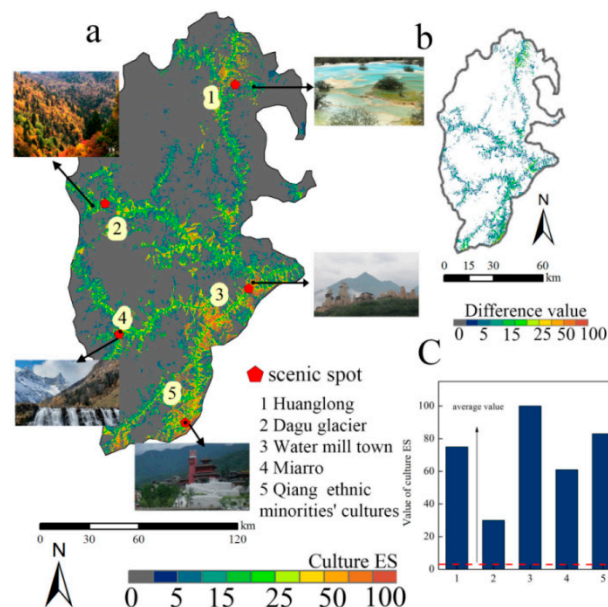 a
b
1
2
3
4
5
scenic spot
1 Huanglong
2 Dagu glacier
3 Water mill town
4 Miarro
5 Qiang ethnic
minorities' cultures
0 30 60 120
km
N
Culture ES
0 5 15 25 50 100
N
0 15 30 60
km
Difference value
0 5 15 25 50 100
C
Value of culture ES
100
80
60
40
20
0
average value
1 2 3 4 5